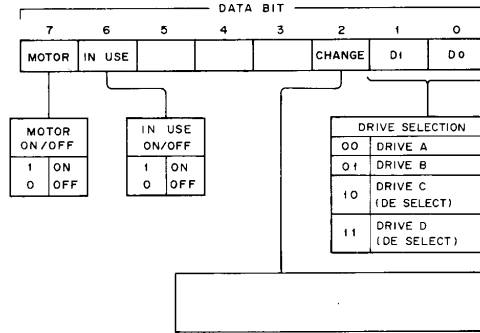 DATA BIT
7 6 5 4 3 2 1 0
MOTOR IN USE CHANGE D1 D0
MOTOR ON/OFF
1 ON
0 OFF
IN USE ON/OFF
1 ON
0 OFF
DRIVE SELECTION
00 DRIVE A
01 DRIVE B
10 DRIVE C
(DE SELECT)
11 DRIVE D
(DE SELECT)